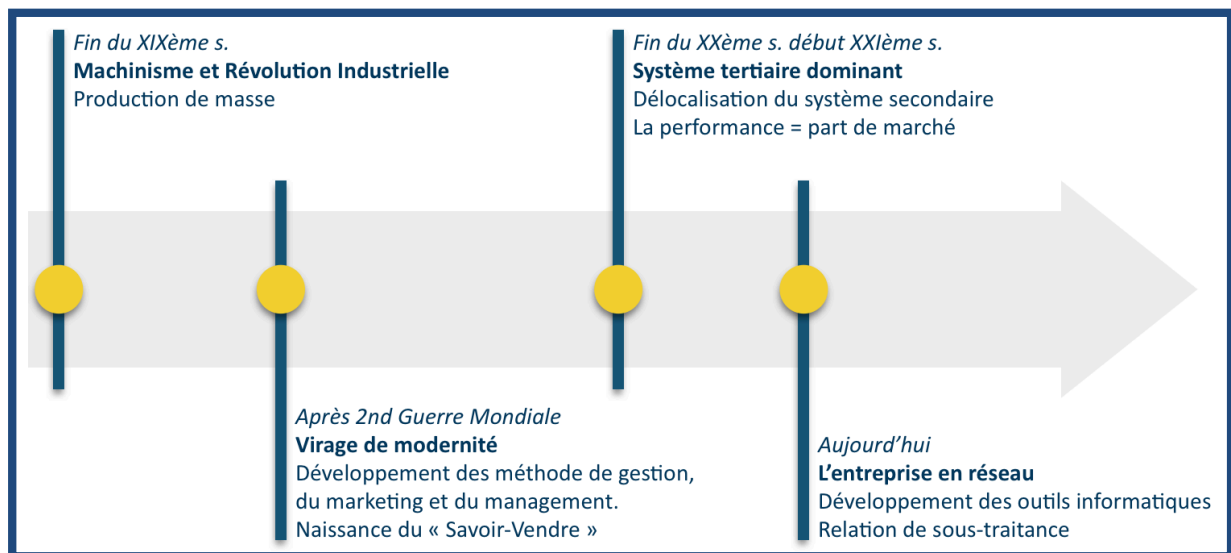 Fin du XIXème s.
Machinisme et Révolution Industrielle
Production de masse
Après 2nd Guerre Mondiale
Virage de modernité
Développement des méthode de gestion,
du marketing et du management.
Naissance du « Savoir-Vendre »
Fin du XXème s. début XXIème s.
Système tertiaire dominant
Délocalisation du système secondaire
La performance = part de marché
Aujourd’hui
L’entreprise en réseau
Développement des outils informatiques
Relation de sous-traitance